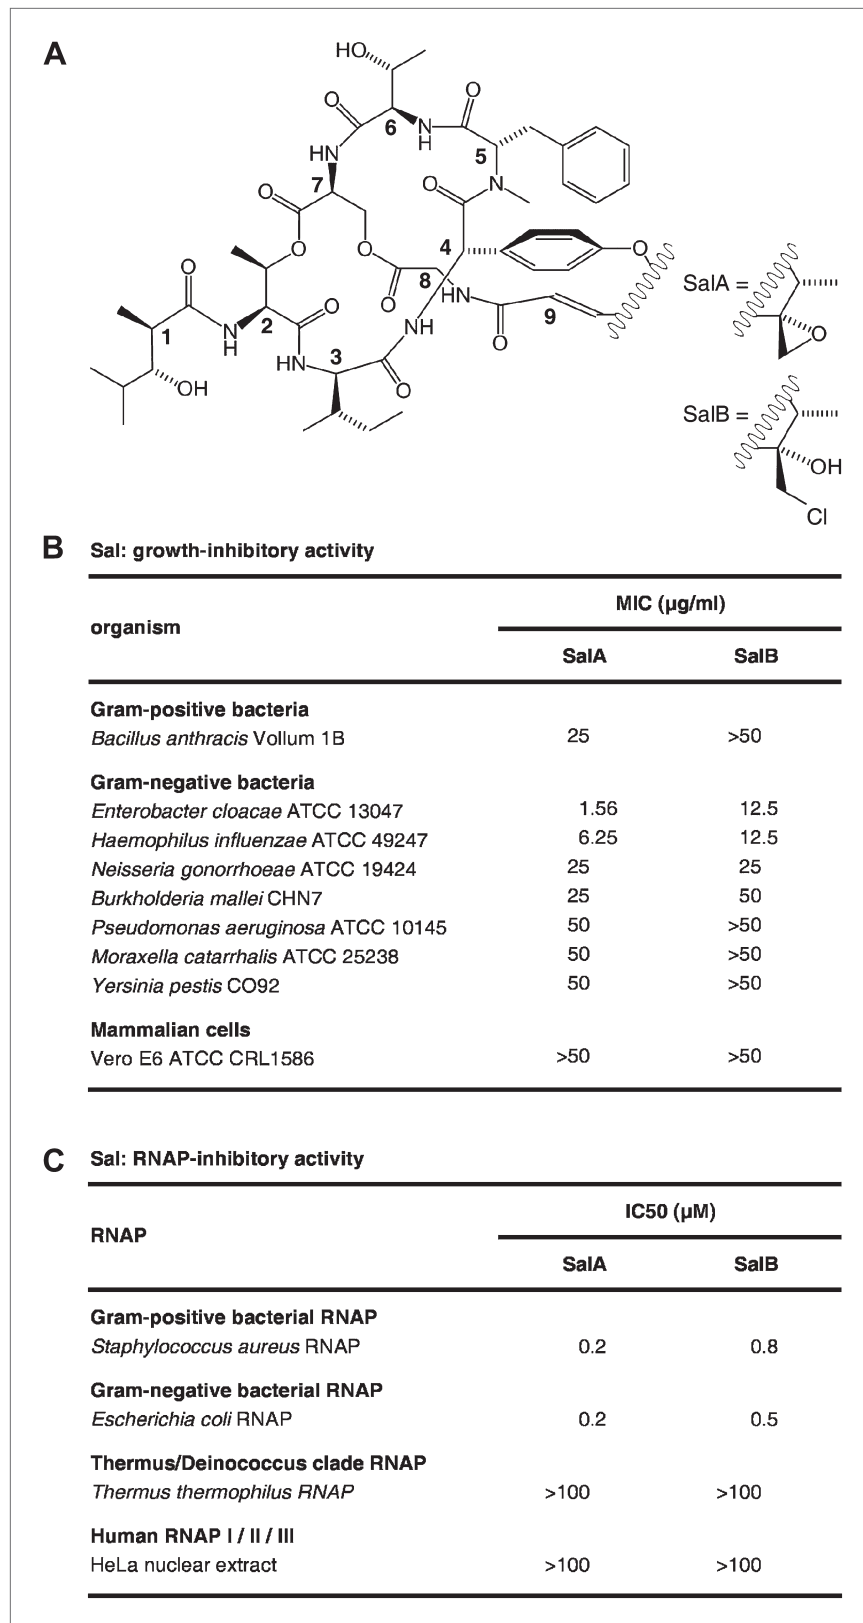 A
HO
O
O
6
N
H
5
HN
7
O
N
O
O
O
4
O
O
O
8
HN
9
O
1
N
H
2
O
HN
3
NH
O
OH
SalA =
O
SalB =
OH
Cl
B Sal: growth-inhibitory activity
organism
MIC (µg/ml)
SalA SalB
Gram-positive bacteria
Bacillus anthracis Vollum 1B 25 >50
Gram-negative bacteria
Enterobacter cloacae ATCC 13047 1.56 12.5
Haemophilus influenzae ATCC 49247 6.25 12.5
Neisseria gonorrhoeae ATCC 19424 25 25
Burkholderia mallei CHN7 25 50
Pseudomonas aeruginosa ATCC 10145 50 >50
Moraxella catarrhalis ATCC 25238 50 >50
Yersinia pestis CO92 50 >50
Mammalian cells
Vero E6 ATCC CRL1586 >50 >50
C Sal: RNAP-inhibitory activity
RNAP
IC50 (µM)
SalA SalB
Gram-positive bacterial RNAP
Staphylococcus aureus RNAP 0.2 0.8
Gram-negative bacterial RNAP
Escherichia coli RNAP 0.2 0.5
Thermus/Deinococcus clade RNAP
Thermus thermophilus RNAP >100 >100
Human RNAP I / II / III
HeLa nuclear extract >100 >100